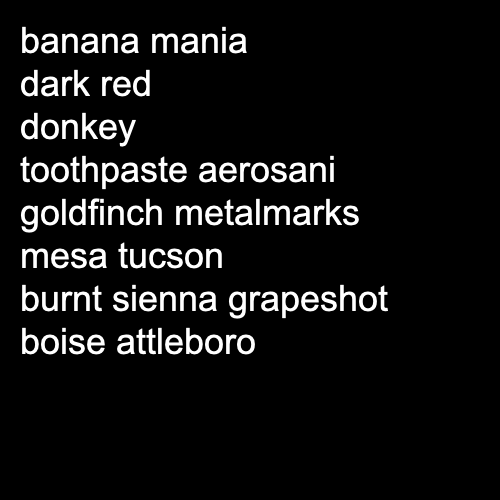 banana mania
dark red
donkey
toothpaste aerosani
goldfinch metalmarks
mesa tucson
burnt sienna grapeshot
boise attleboro